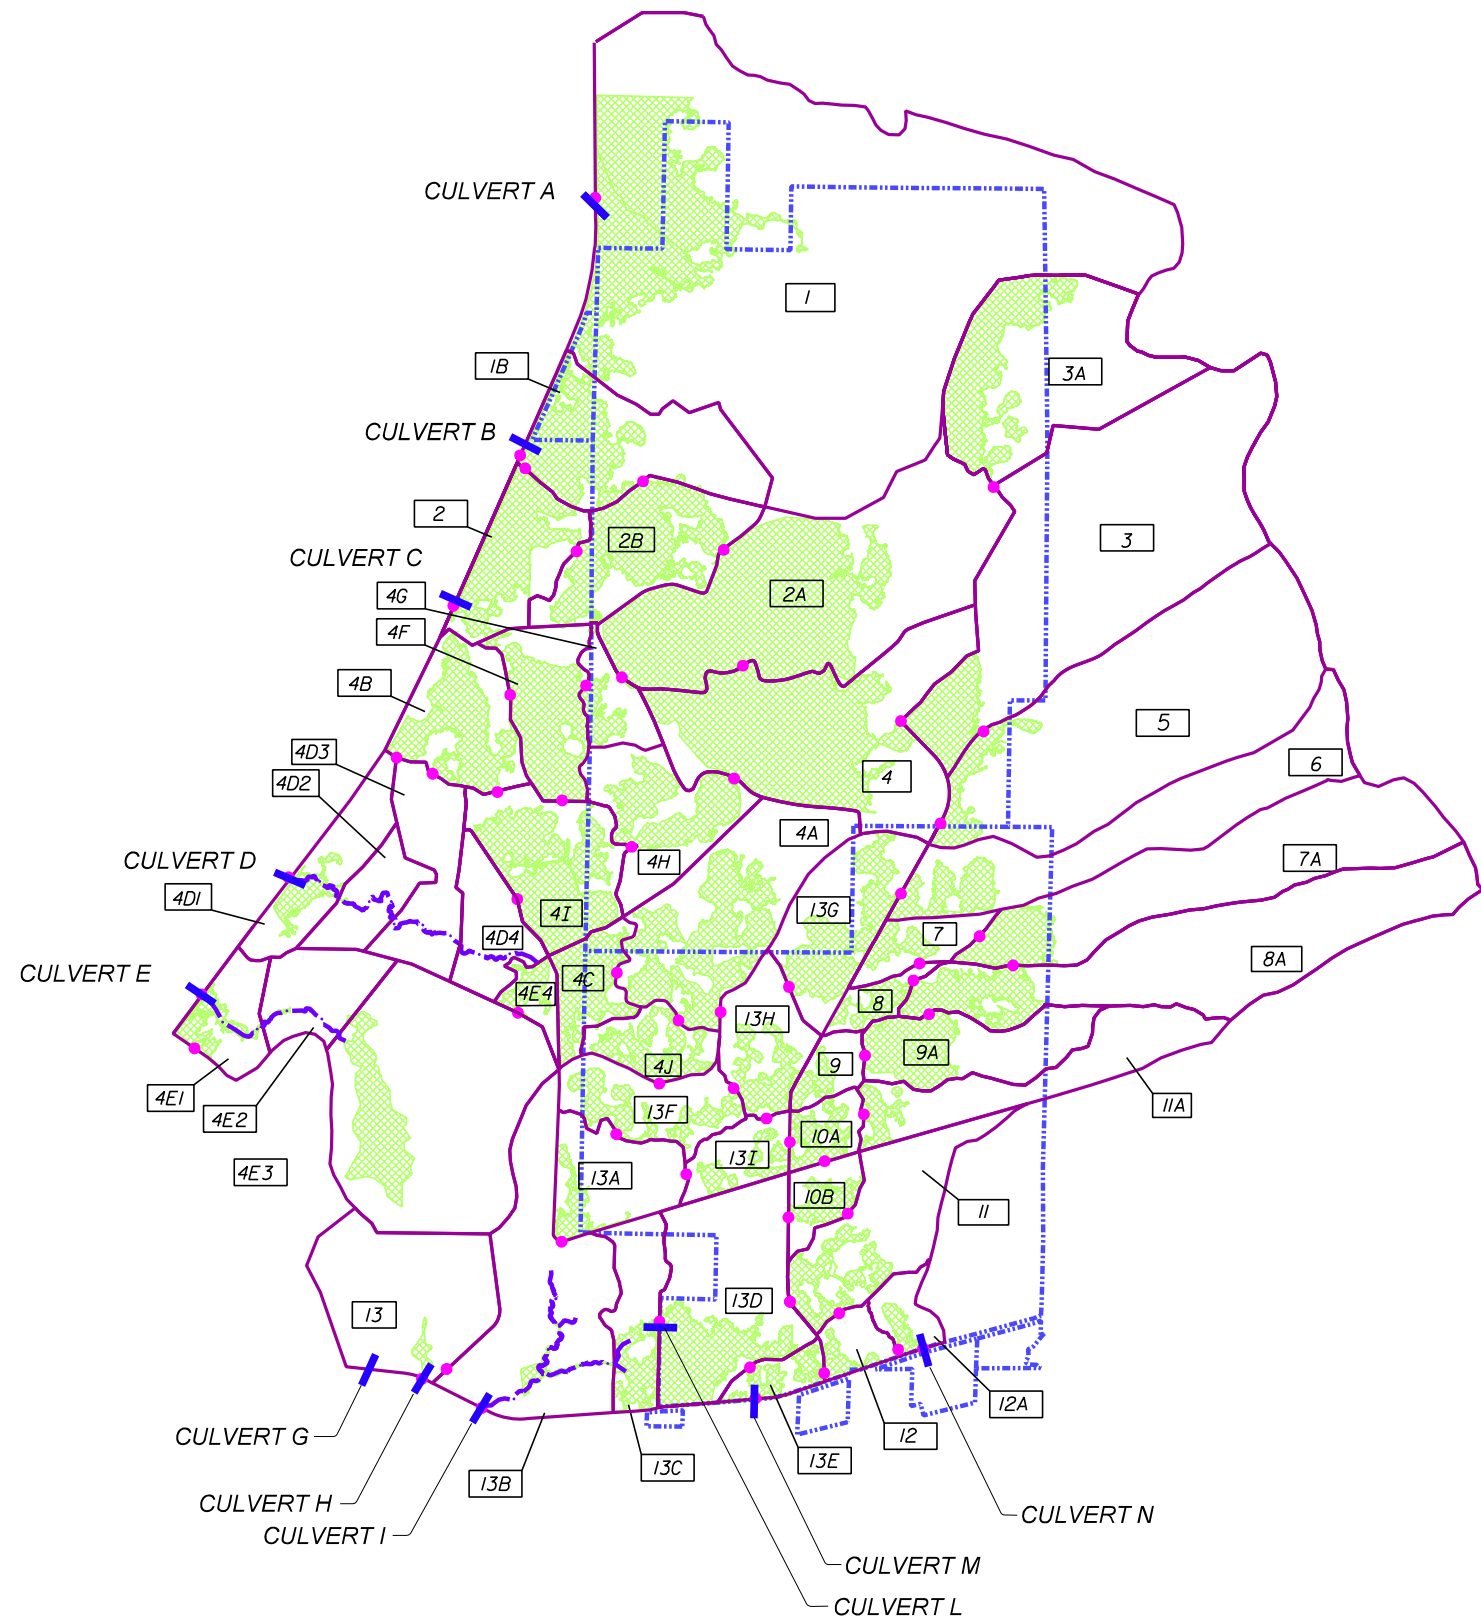 CULVERT A
1
1B
3A
CULVERT B
2
2B
3
CULVERT C
4G
2A
4F
4B
5
4D3
6
4D2
4
4A
CULVERT D
4H
7A
4D1
4I
13G
4D4
7
8A
CULVERT E
4C
4E4
8
13H
9A
9
4J
4E1
4E2
13F
10A
11A
13I
4E3
13A
10B
11
13
13D
12A
CULVERT G
12
13E
13C
13B
CULVERT H
CULVERT N
CULVERT I
CULVERT M
CULVERT L